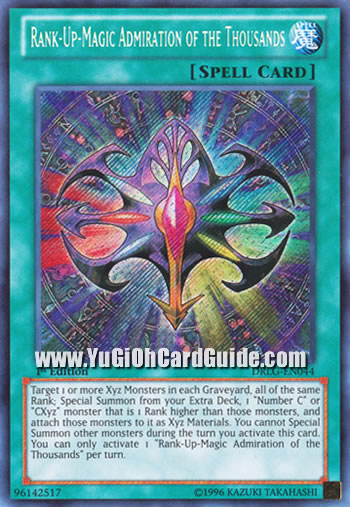 Rank-Up-Magic Admiration of the Thousands 魔
[Spell Card]
www.YuGiOhCardGuide.com
1st Edition DRLG-EN044
Target 1 or more Xyz Monsters in each Graveyard, all of the same
Rank; Special Summon from your Extra Deck, 1 "Number C" or
"CXyz" monster that is 1 Rank higher than those monsters, and
attach those monsters to it as Xyz Materials. You cannot Special
Summon other monsters during the turn you activate this card.
You can only activate 1 "Rank-Up-Magic Admiration of the
Thousands" per turn.
96142517 ©1996 KAZUKI TAKAHASHI